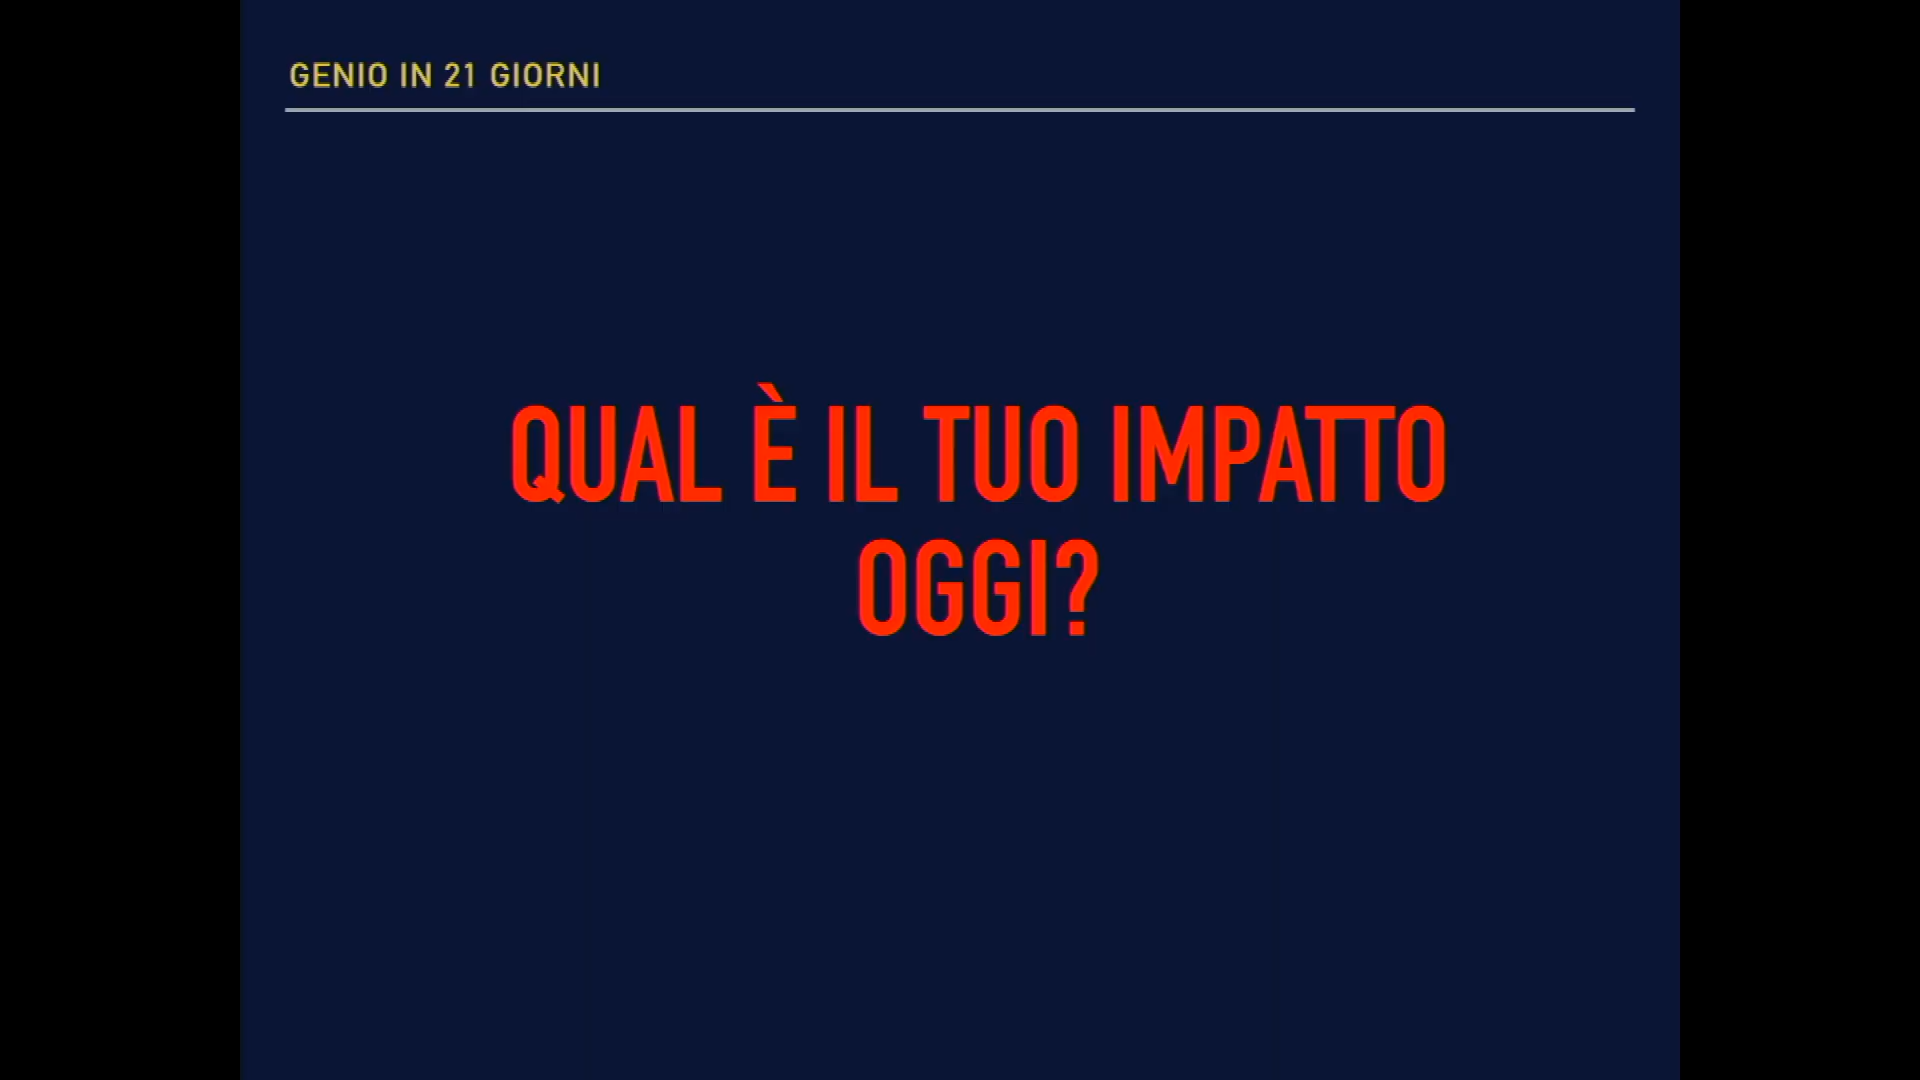 GENIO IN 21 GIORNI
QUAL È IL TUO IMPATTO
OGGI?